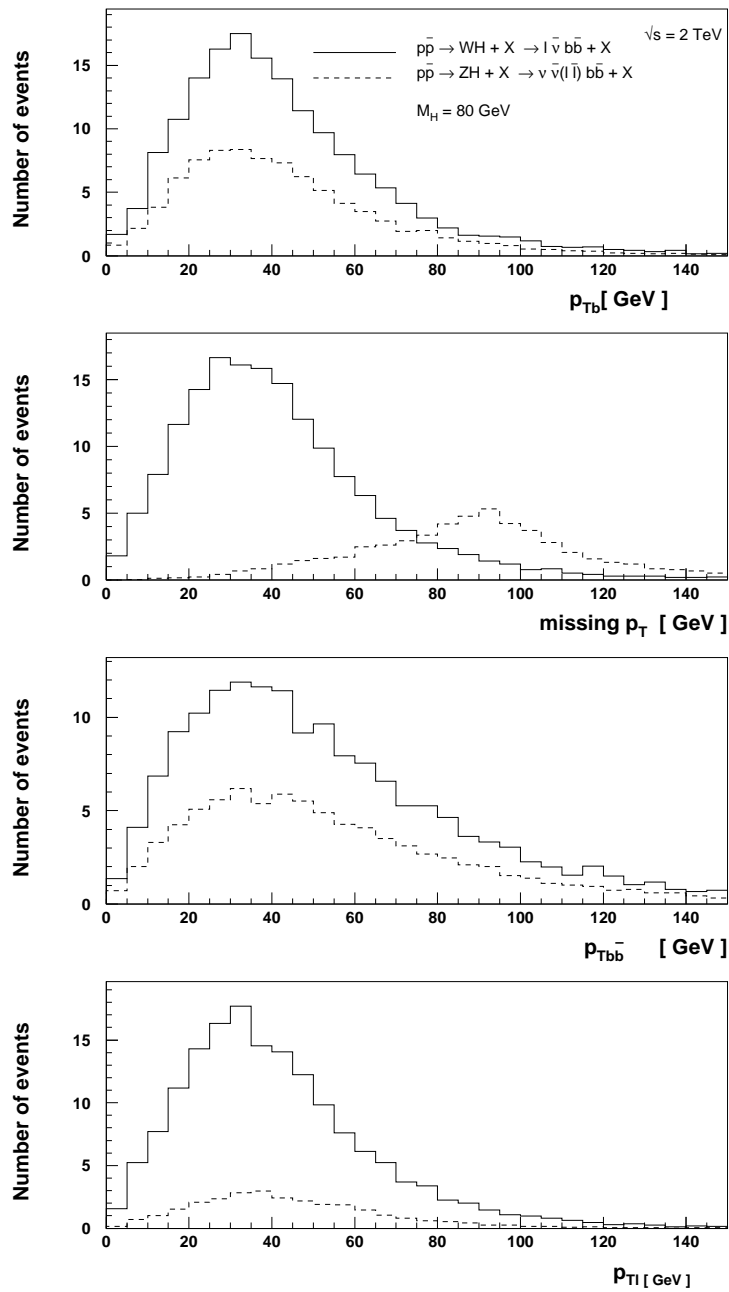 √s = 2 TeV
pp̅ → WH + X → l ν̅ bb̅ + X
pp̅ → ZH + X → ν ν̅(l l̅) bb̅ + X
M_H = 80 GeV
Number of events
15
10
5
0
0 20 40 60 80 100 120 140
p_Tb[ GeV ]
Number of events
15
10
5
0
0 20 40 60 80 100 120 140
missing p_T [ GeV ]
Number of events
10
5
0
0 20 40 60 80 100 120 140
p_Tbb̅ [ GeV ]
Number of events
15
10
5
0
0 20 40 60 80 100 120 140
p_Tl [ GeV ]